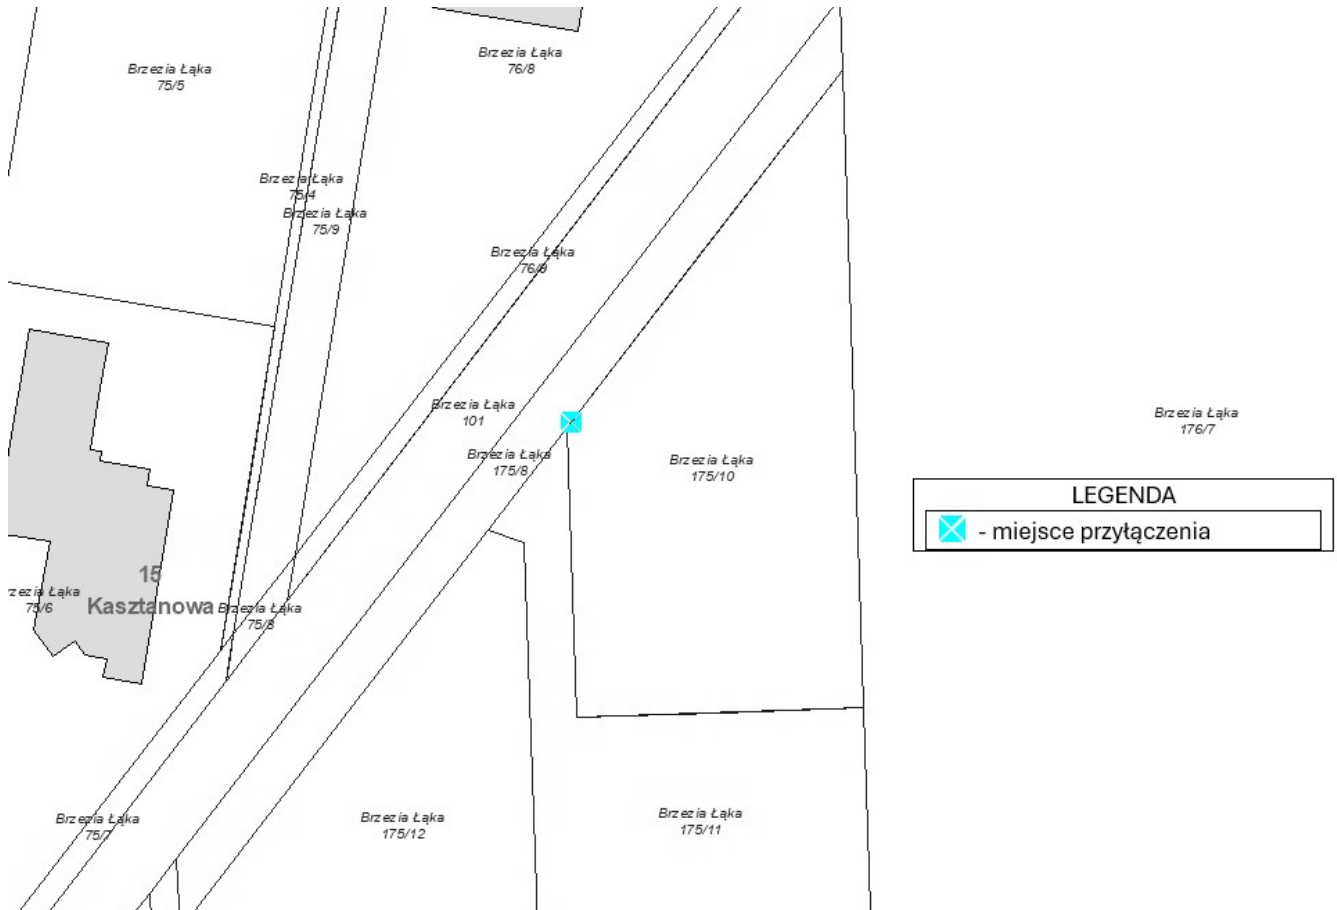 Brzezia Łąka
76/8
Brzezia Łąka
75/5
Brzezia Łąka
75/4
Brzezia Łąka
75/9
Brzezia Łąka
76/9
Brzezia Łąka
101
Brzezia Łąka
176/7
Brzezia Łąka
175/8
Brzezia Łąka
175/10
LEGENDA
- miejsce przyłączenia
15
Kasztanowa
rzezia Łąka
75/6
Brzezia Łąka
75/8
Brzezia Łąka
75/7
Brzezia Łąka
175/12
Brzezia Łąka
175/11